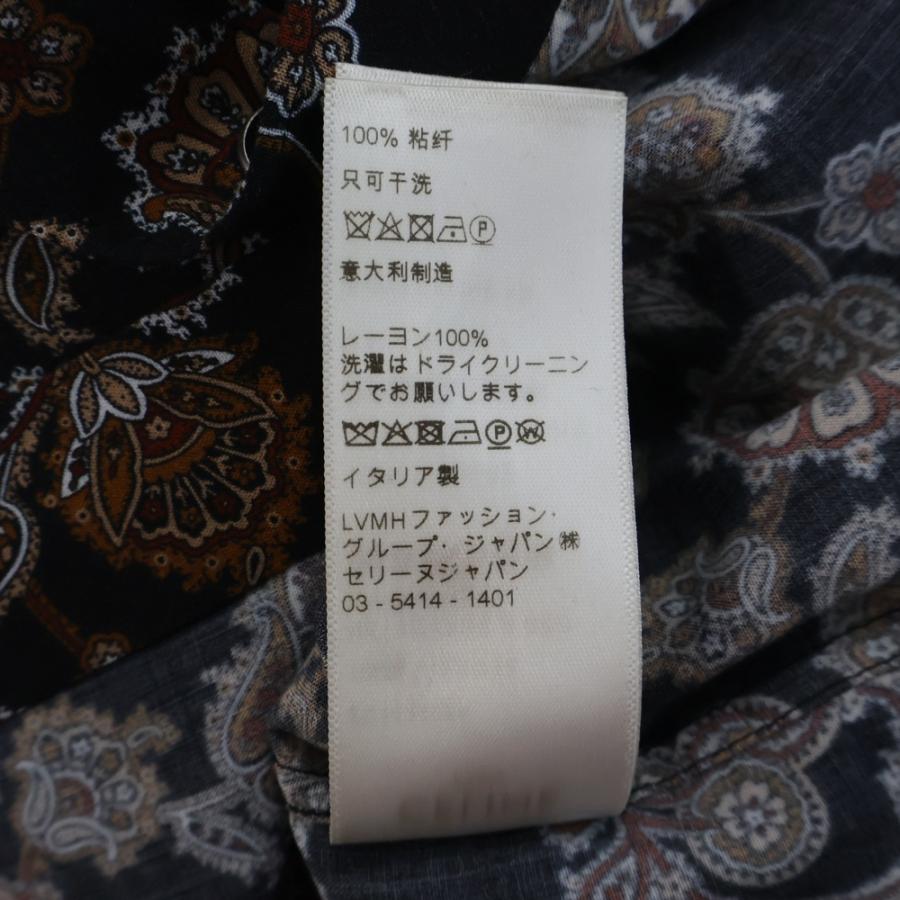 100% 粘纤
只可干洗
P
意大利制造
レーヨン100%
洗濯はドライクリーニン
グでお願いします。
P W
イタリア製
LVMHファッション・
グループ・ジャパン㈱
セリーヌジャパン
03 - 5414 - 1401